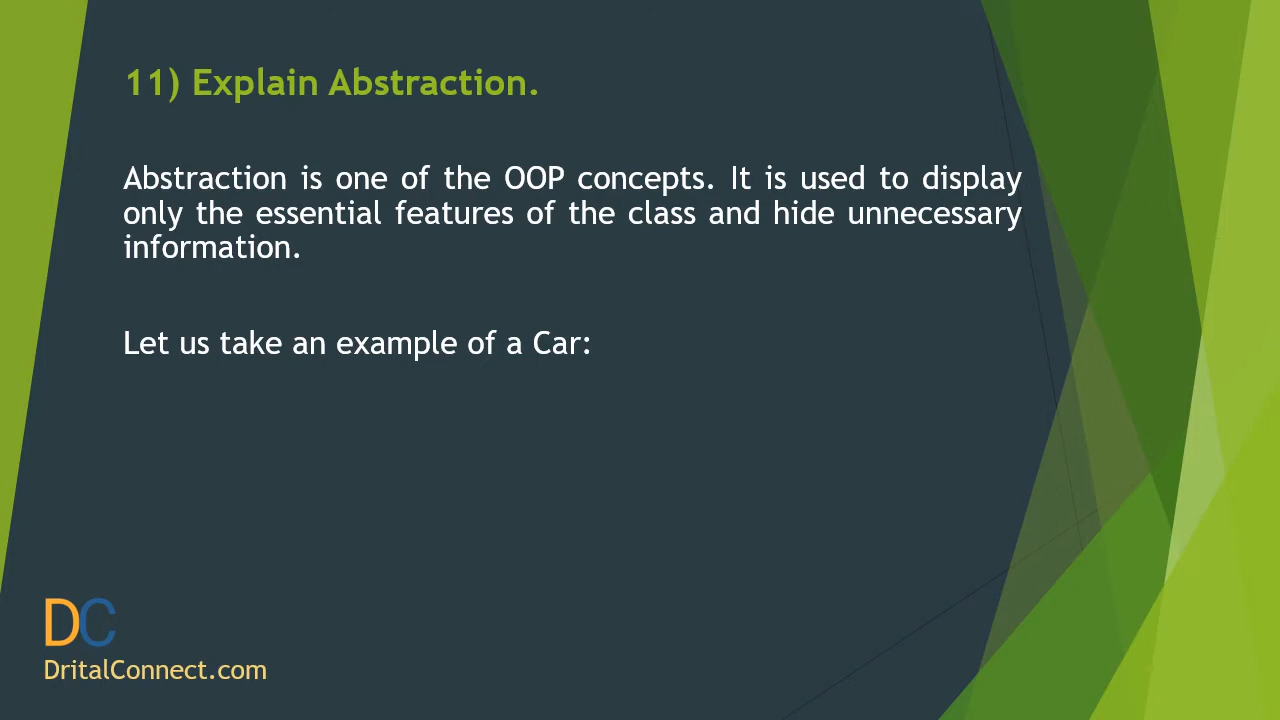 11) Explain Abstraction.
Abstraction is one of the OOP concepts. It is used to display
only the essential features of the class and hide unnecessary
information.
Let us take an example of a Car:
DC
DritalConnect.com